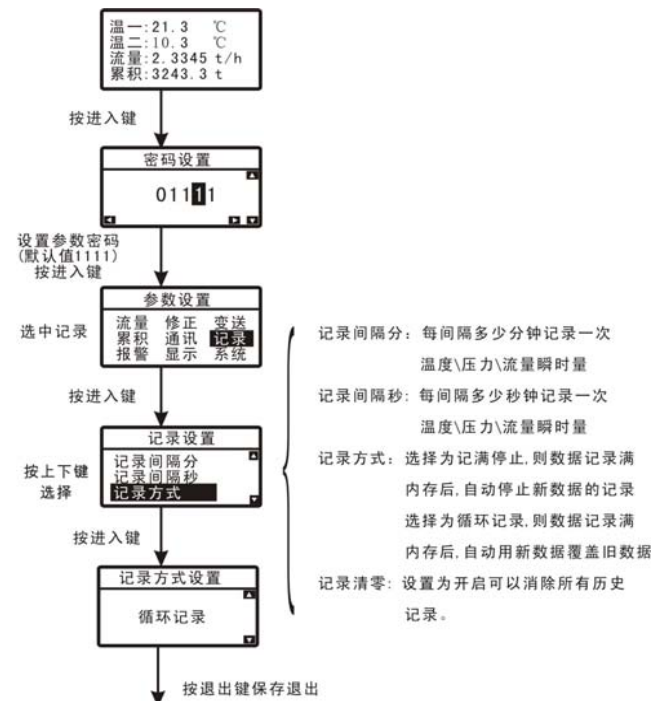 温一:21.3 ℃
温二:10.3 ℃
流量:2.3345 t/h
累积:3243.3 t
按进入键
密码设置
01111
设置参数密码
(默认值1111)
按进入键
参数设置
流量 修正 变送
累积 通讯 记录
报警 显示 系统
选中记录
按进入键
记录设置
记录间隔分
记录间隔秒
记录方式
按上下键
选择
按进入键
记录方式设置
循环记录
按退出键保存退出
记录间隔分: 每间隔多少分钟记录一次
温度\压力\流量瞬时量
记录间隔秒: 每间隔多少秒钟记录一次
温度\压力\流量瞬时量
记录方式: 选择为记满停止,则数据记录满
内存后,自动停止新数据的记录
选择为循环记录,则数据记录满
内存后,自动用新数据覆盖旧数据
记录清零: 设置为开启可以消除所有历史
记录。